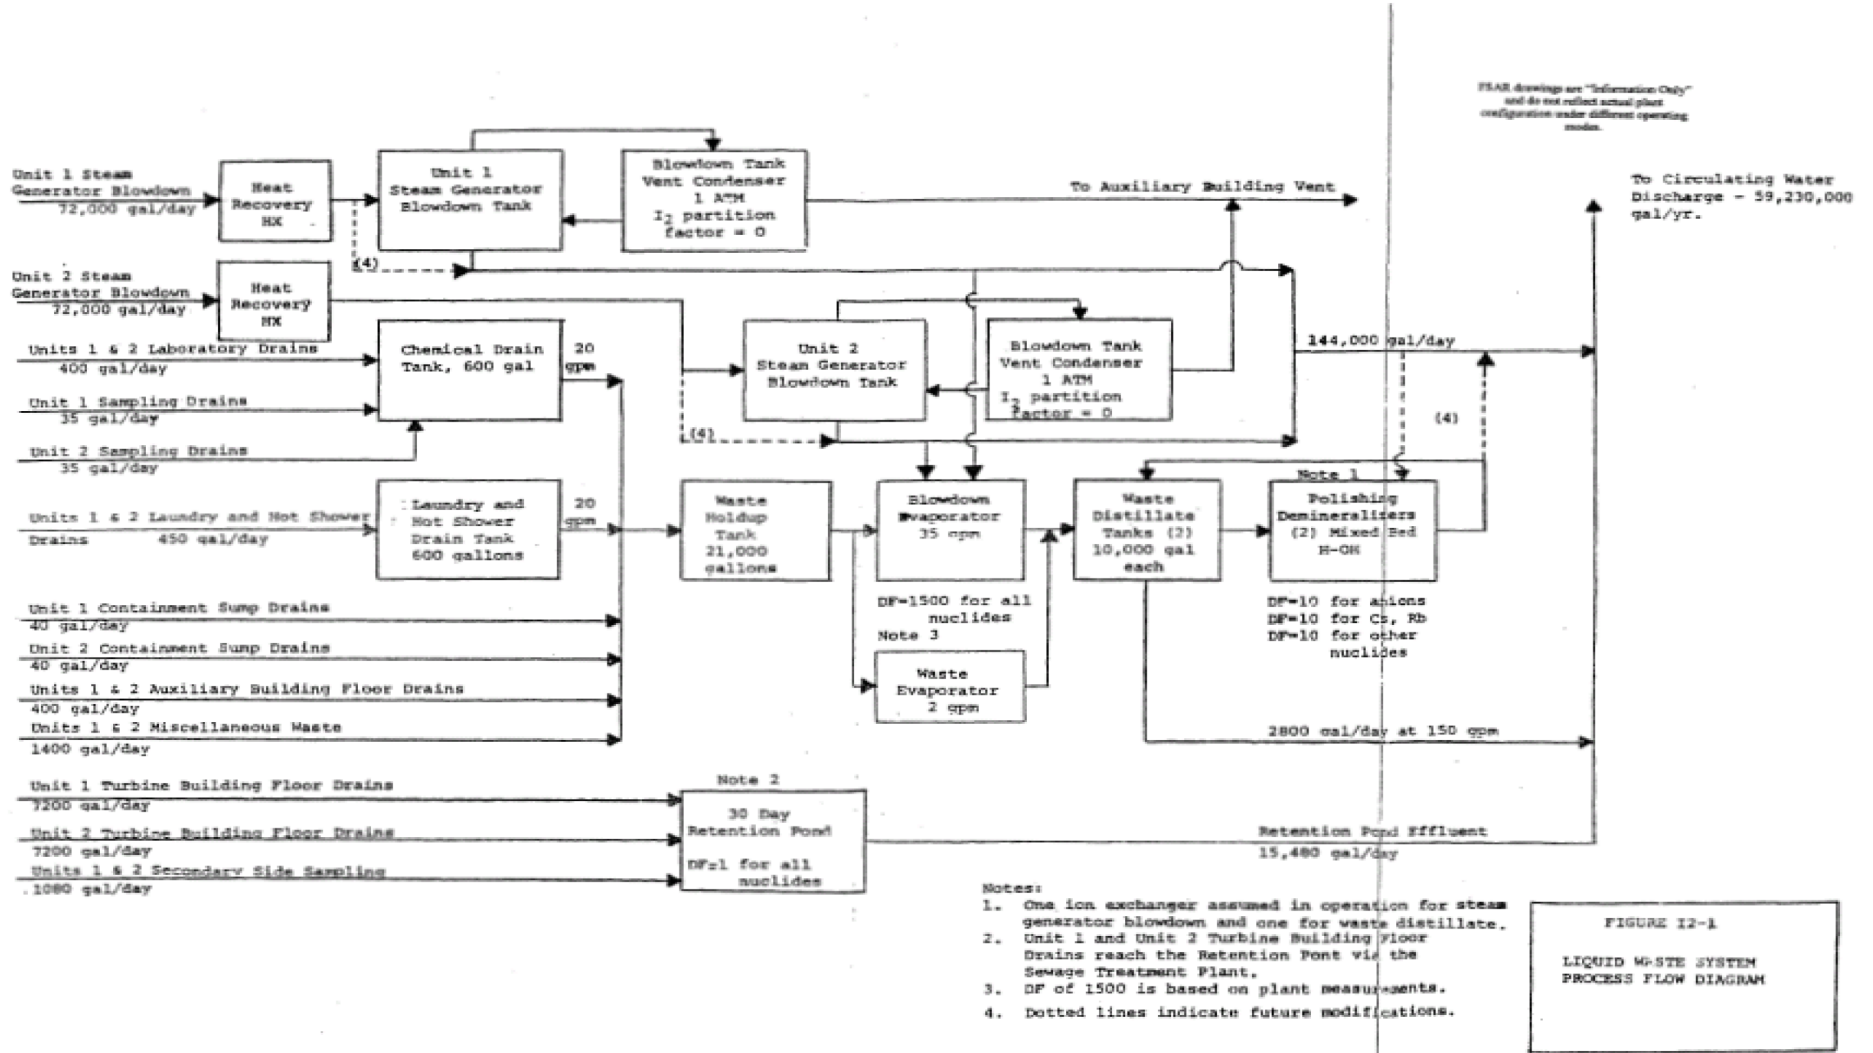 FSAR drawings are "Information Only"
and do not reflect actual plant
configuration under different operating
modes.
Unit 1 Steam
Generator Blowdown
72,000 gal/day
Heat
Recovery
HX
Unit 1
Steam Generator
Blowdown Tank
Blowdown Tank
Vent Condenser
1 ATM
I2 partition
factor = 0
To Auxiliary Building Vent
To Circulating Water
Discharge - 59,230,000
gal/yr.
(4)
Unit 2 Steam
Generator Blowdown
72,000 gal/day
Heat
Recovery
HX
Units 1 & 2 Laboratory Drains
400 gal/day
Unit 1 Sampling Drains
35 gal/day
Unit 2 Sampling Drains
35 gal/day
Chemical Drain
Tank, 600 gal
20
gpm
Unit 2
Steam Generator
Blowdown Tank
Blowdown Tank
Vent Condenser
1 ATM
I2 partition
factor = 0
144,000 gal/day
(4)
(4)
Units 1 & 2 Laundry and Hot Shower
Drains 450 gal/day
Laundry and
Hot Shower
Drain Tank
600 gallons
20
gpm
Waste
Holdup
Tank
21,000
gallons
Blowdown
Evaporator
35 gpm
DF=1500 for all
nuclides
Note 3
Waste
Evaporator
2 gpm
Waste
Distillate
Tanks (2)
10,000 gal
each
Note 1
Polishing
Demineralizers
(2) Mixed Bed
H-OH
DF=10 for anions
DF=10 for Cs, Rb
DF=10 for other
nuclides
Unit 1 Containment Sump Drains
40 gal/day
Unit 2 Containment Sump Drains
40 gal/day
Units 1 & 2 Auxiliary Building Floor Drains
400 gal/day
Units 1 & 2 Miscellaneous Waste
1400 gal/day
2800 gal/day at 150 gpm
Unit 1 Turbine Building Floor Drains
7200 gal/day
Unit 2 Turbine Building Floor Drains
7200 gal/day
Units 1 & 2 Secondary Side Sampling
1080 gal/day
Note 2
30 Day
Retention Pond
DF=1 for all
nuclides
Retention Pond Effluent
15,480 gal/day
Notes:
1. One ion exchanger assumed in operation for steam
generator blowdown and one for waste distillate.
2. Unit 1 and Unit 2 Turbine Building Floor
Drains reach the Retention Pont via the
Sewage Treatment Plant.
3. DF of 1500 is based on plant measurements.
4. Dotted lines indicate future modifications.
FIGURE I2-1
LIQUID WASTE SYSTEM
PROCESS FLOW DIAGRAM